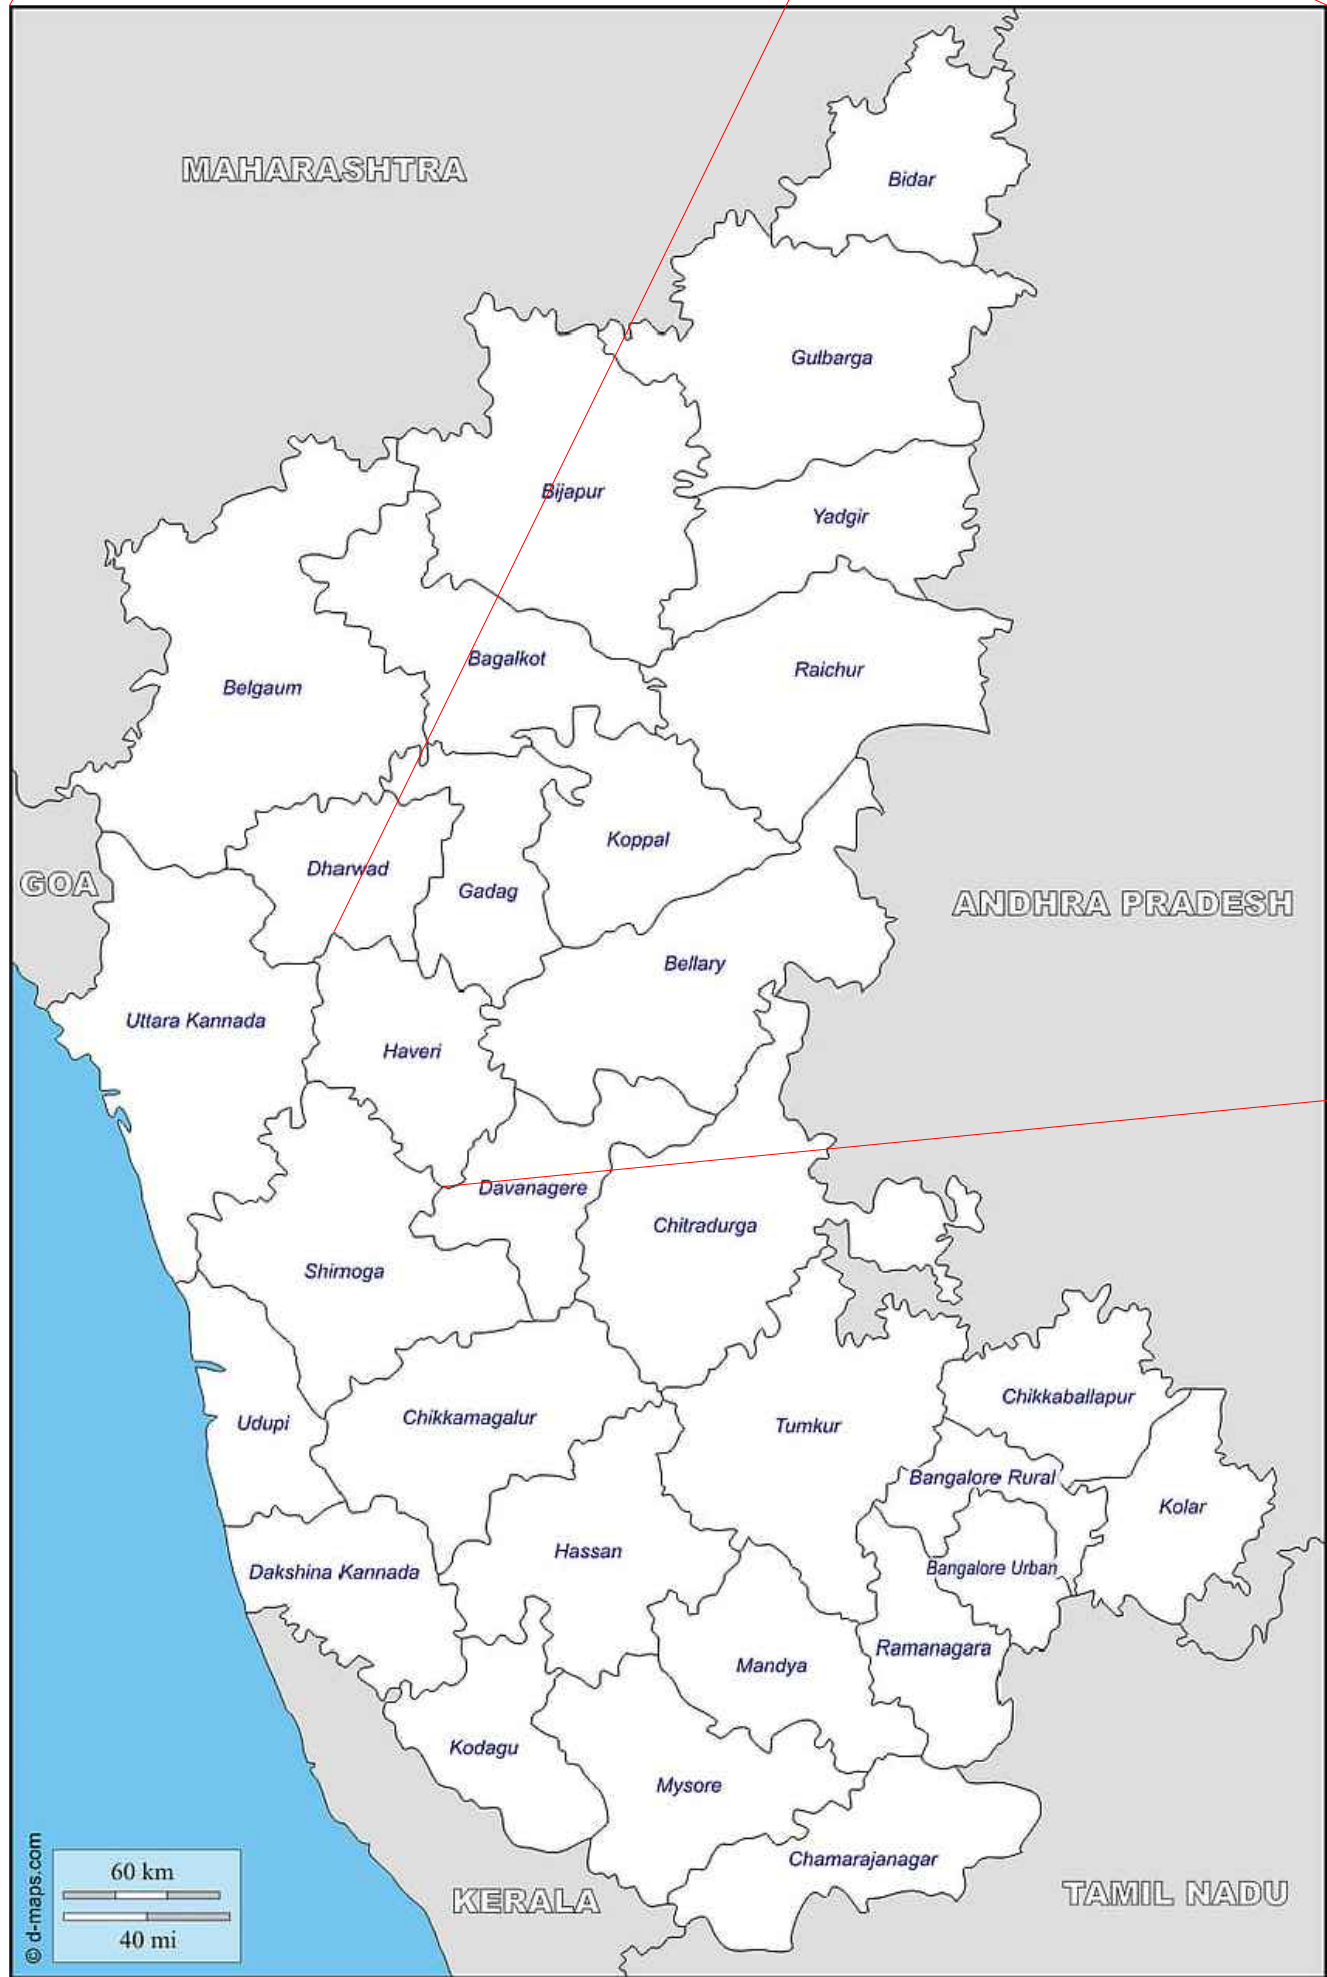 MAHARASHTRA
Bidar
Gulbarga
Bijapur
Yadgir
Bagalkot
Raichur
Belgaum
Koppal
Dharwad
GOA
Gadag
ANDHRA PRADESH
Bellary
Uttara Kannada
Haveri
Davanagere
Chitradurga
Shimoga
Chikkaballapur
Chikkamagalur
Udupi
Tumkur
Bangalore Rural
Kolar
Hassan
Dakshina Kannada
Bangalore Urban
Ramanagara
Mandya
Kodagu
Mysore
Chamarajanagar
KERALA
TAMIL NADU
60 km
40 mi
© d-maps.com